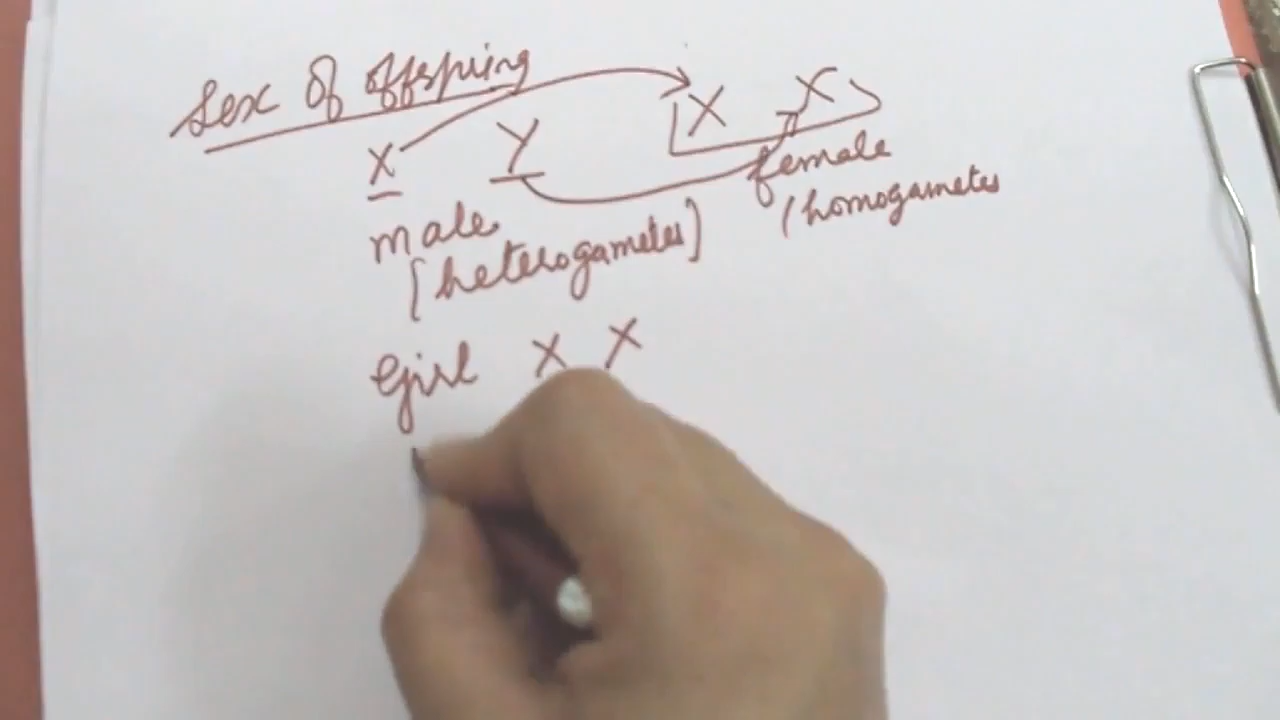 Sex of offspring
X Y X X
male female
(heterogametes) (homogametes
Girl X X